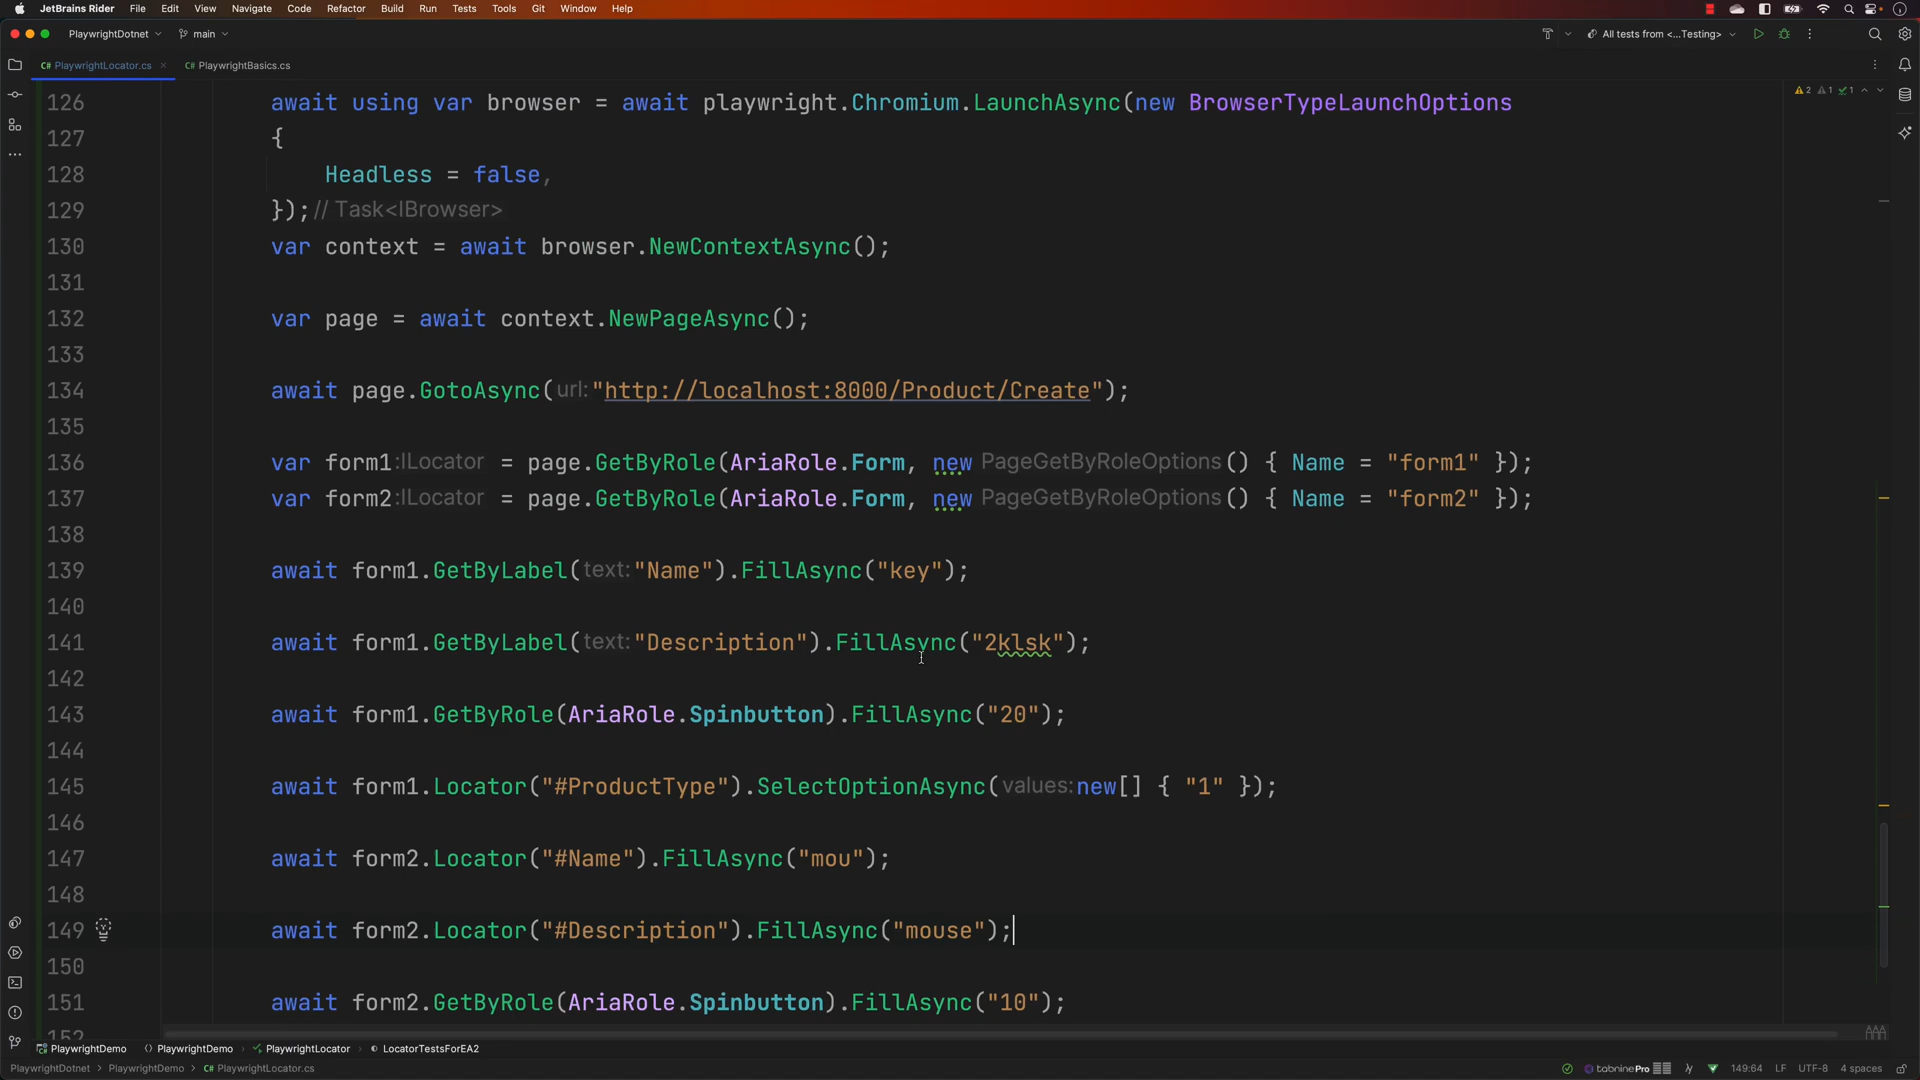 JetBrains Rider File Edit View Navigate Code Refactor Build Run Tests Tools Git Window Help
PlaywrightDotnet main All tests from <...Testing>
C# PlaywrightLocator.cs C# PlaywrightBasics.cs
126 await using var browser = await playwright.Chromium.LaunchAsync(new BrowserTypeLaunchOptions
2 1 1
127 {
128 Headless = false,
129 });// Task<IBrowser>
130 var context = await browser.NewContextAsync();
131
132 var page = await context.NewPageAsync();
133
134 await page.GotoAsync(url:"http://localhost:8000/Product/Create");
135
136 var form1:ILocator = page.GetByRole(AriaRole.Form, new PageGetByRoleOptions() { Name = "form1" });
137 var form2:ILocator = page.GetByRole(AriaRole.Form, new PageGetByRoleOptions() { Name = "form2" });
138
139 await form1.GetByLabel(text:"Name").FillAsync("key");
140
141 await form1.GetByLabel(text:"Description").FillAsync("2klsk");
142
143 await form1.GetByRole(AriaRole.Spinbutton).FillAsync("20");
144
145 await form1.Locator("#ProductType").SelectOptionAsync(values:new[] { "1" });
146
147 await form2.Locator("#Name").FillAsync("mou");
148
149 await form2.Locator("#Description").FillAsync("mouse");
150
151 await form2.GetByRole(AriaRole.Spinbutton).FillAsync("10");
152
PlaywrightDemo PlaywrightDemo PlaywrightLocator LocatorTestsForEA2
PlaywrightDotnet > PlaywrightDemo > C# PlaywrightLocator.cs tabnine Pro 149:64 LF UTF-8 4 spaces